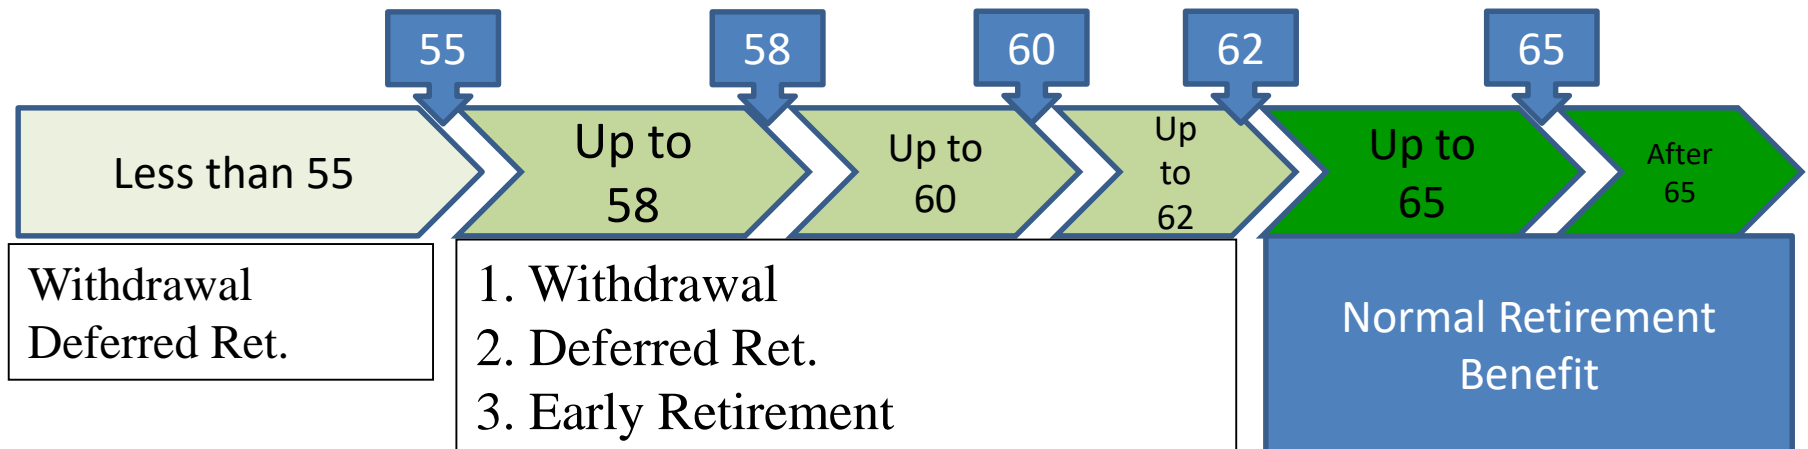 55
58
60
62
65
Less than 55
Up to
58
Up to
60
Up
to
62
Up to
65
After
65
Withdrawal
Deferred Ret.
1. Withdrawal
2. Deferred Ret.
3. Early Retirement
Normal Retirement
Benefit